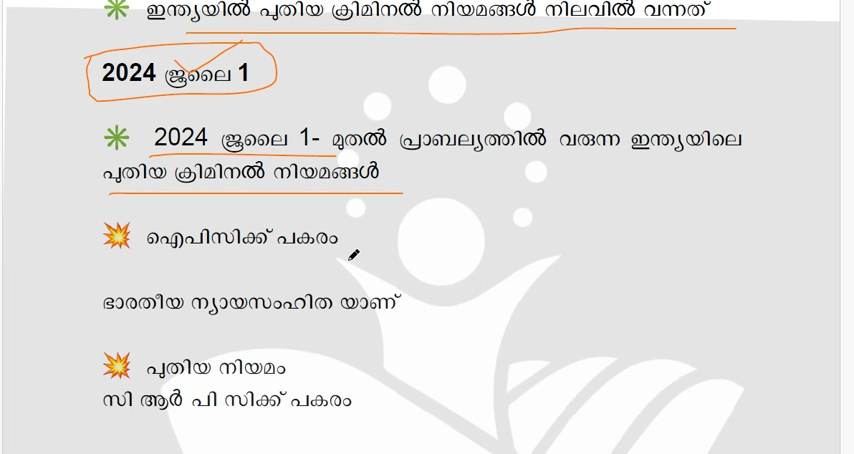 ഇന്ത്യയിൽ പുതിയ ക്രിമിനൽ നിയമങ്ങൾ നിലവിൽ വന്നത്
2024 ജൂലൈ 1
2024 ജൂലൈ 1- മുതൽ പ്രാബല്യത്തിൽ വരുന്ന ഇന്ത്യയിലെ
പുതിയ ക്രിമിനൽ നിയമങ്ങൾ
ഐപിസിക്ക് പകരം
ഭാരതീയ ന്യായസംഹിത യാണ്
പുതിയ നിയമം
സി ആർ പി സിക്ക് പകരം